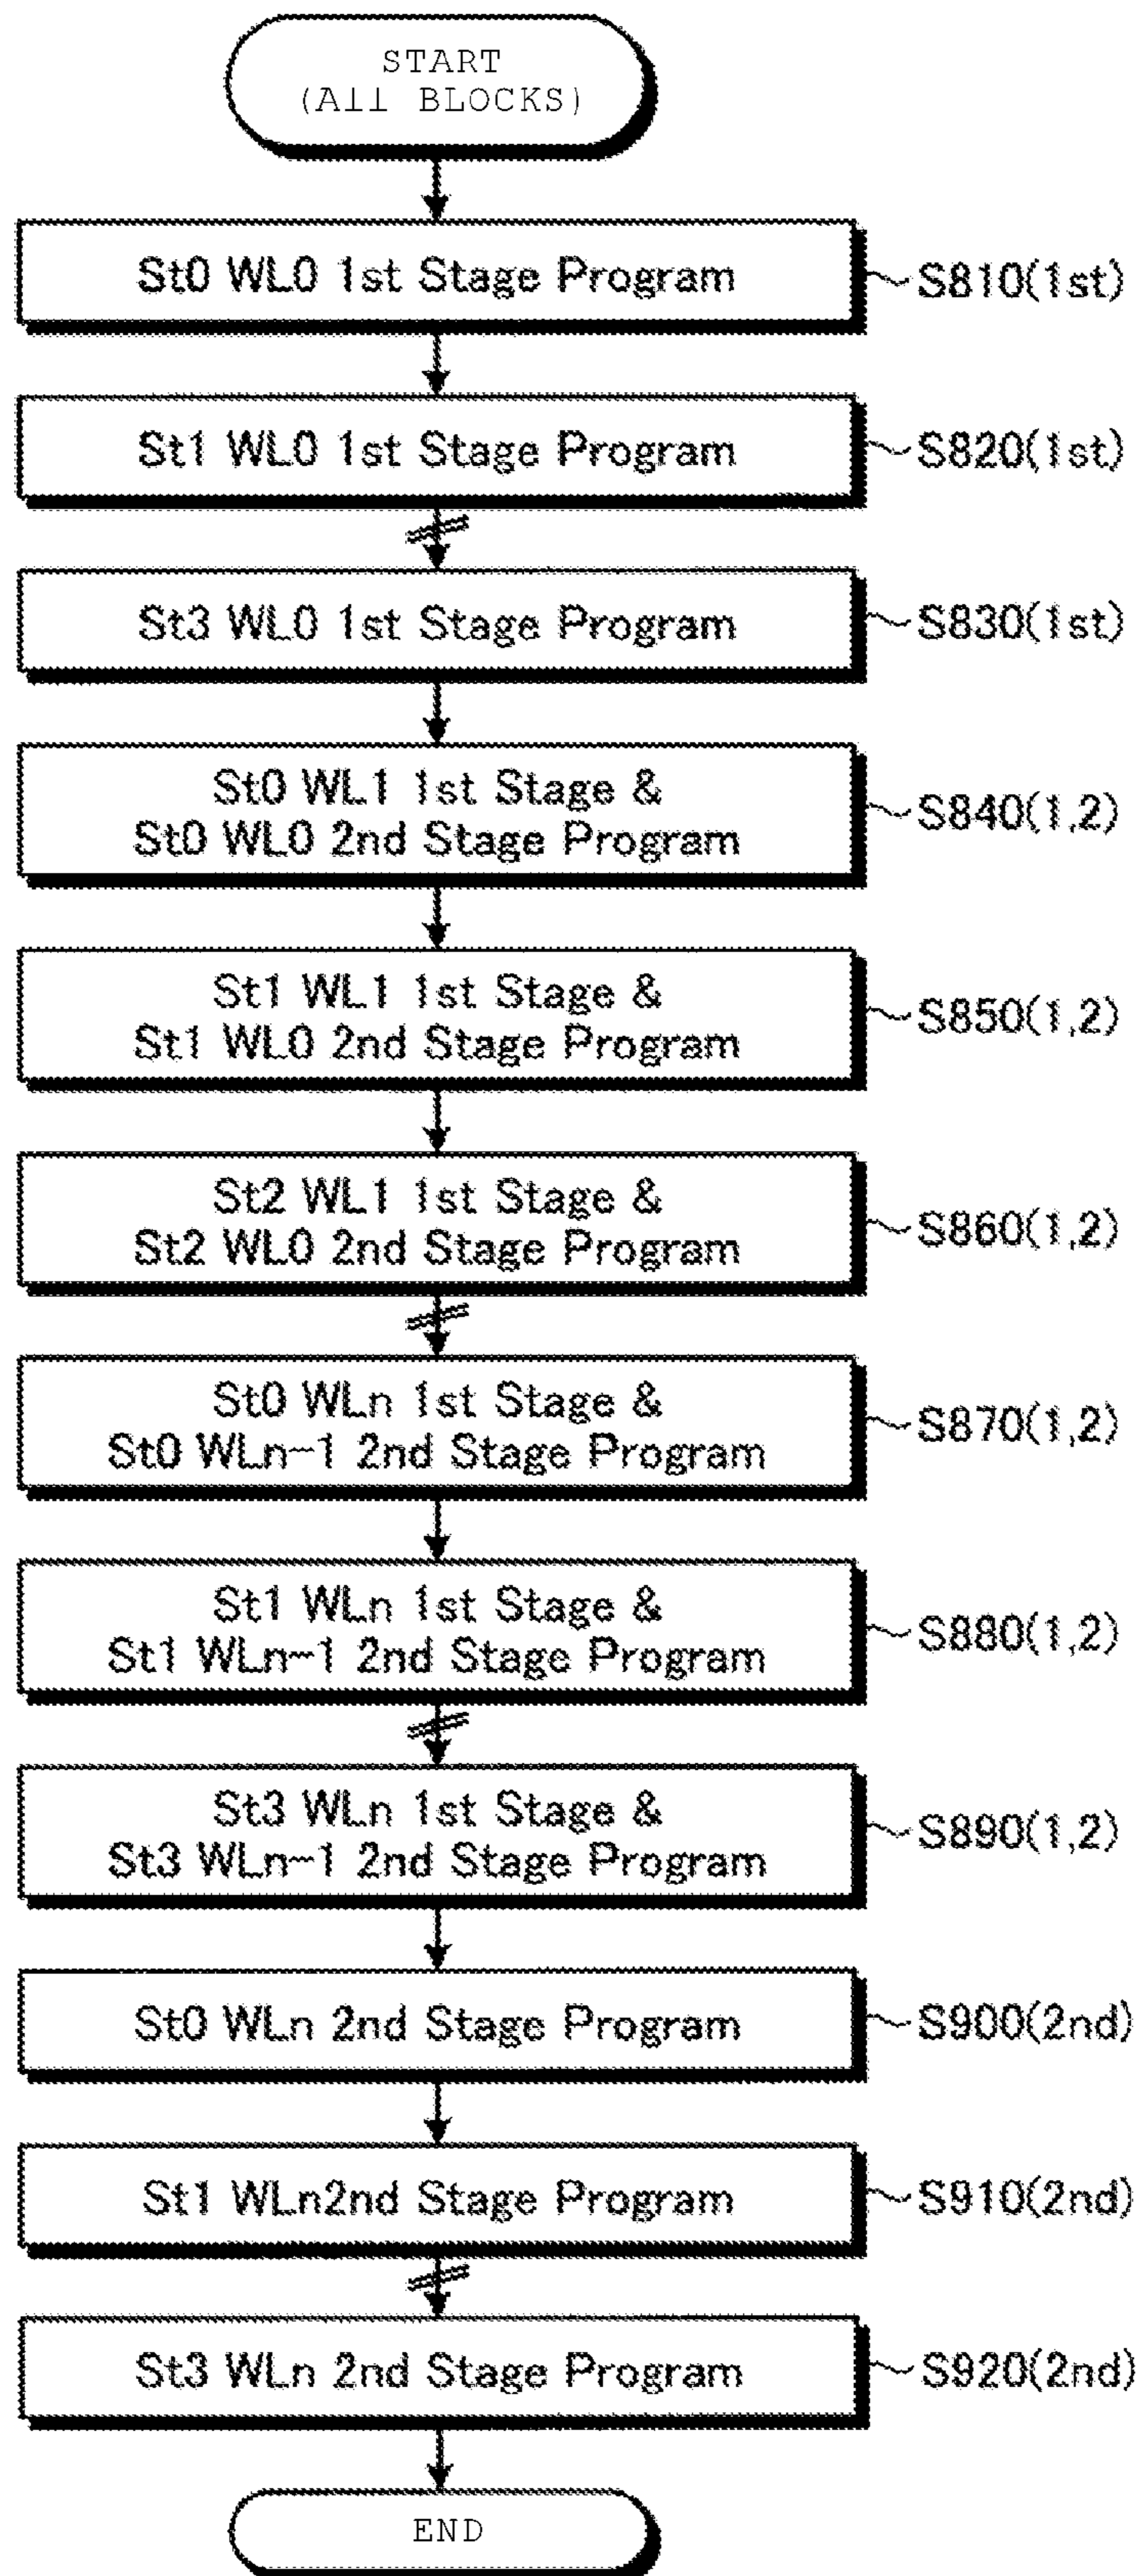 START
(All BLOCKS)
St0 WL0 1st Stage Program
S810(1st)
St1 WL0 1st Stage Program
S820(1st)
St3 WL0 1st Stage Program
S830(1st)
St0 WL1 1st Stage &
St0 WL0 2nd Stage Program
S840(1,2)
St1 WL1 1st Stage &
St1 WL0 2nd Stage Program
S850(1,2)
St2 WL1 1st Stage &
St2 WL0 2nd Stage Program
S860(1,2)
St0 WLn 1st Stage &
St0 WLn-1 2nd Stage Program
S870(1,2)
St1 WLn 1st Stage &
St1 WLn-1 2nd Stage Program
S880(1,2)
St3 WLn 1st Stage &
St3 WLn-1 2nd Stage Program
S890(1,2)
St0 WLn 2nd Stage Program
S900(2nd)
St1 WLn2nd Stage Program
S910(2nd)
St3 WLn 2nd Stage Program
S920(2nd)
END